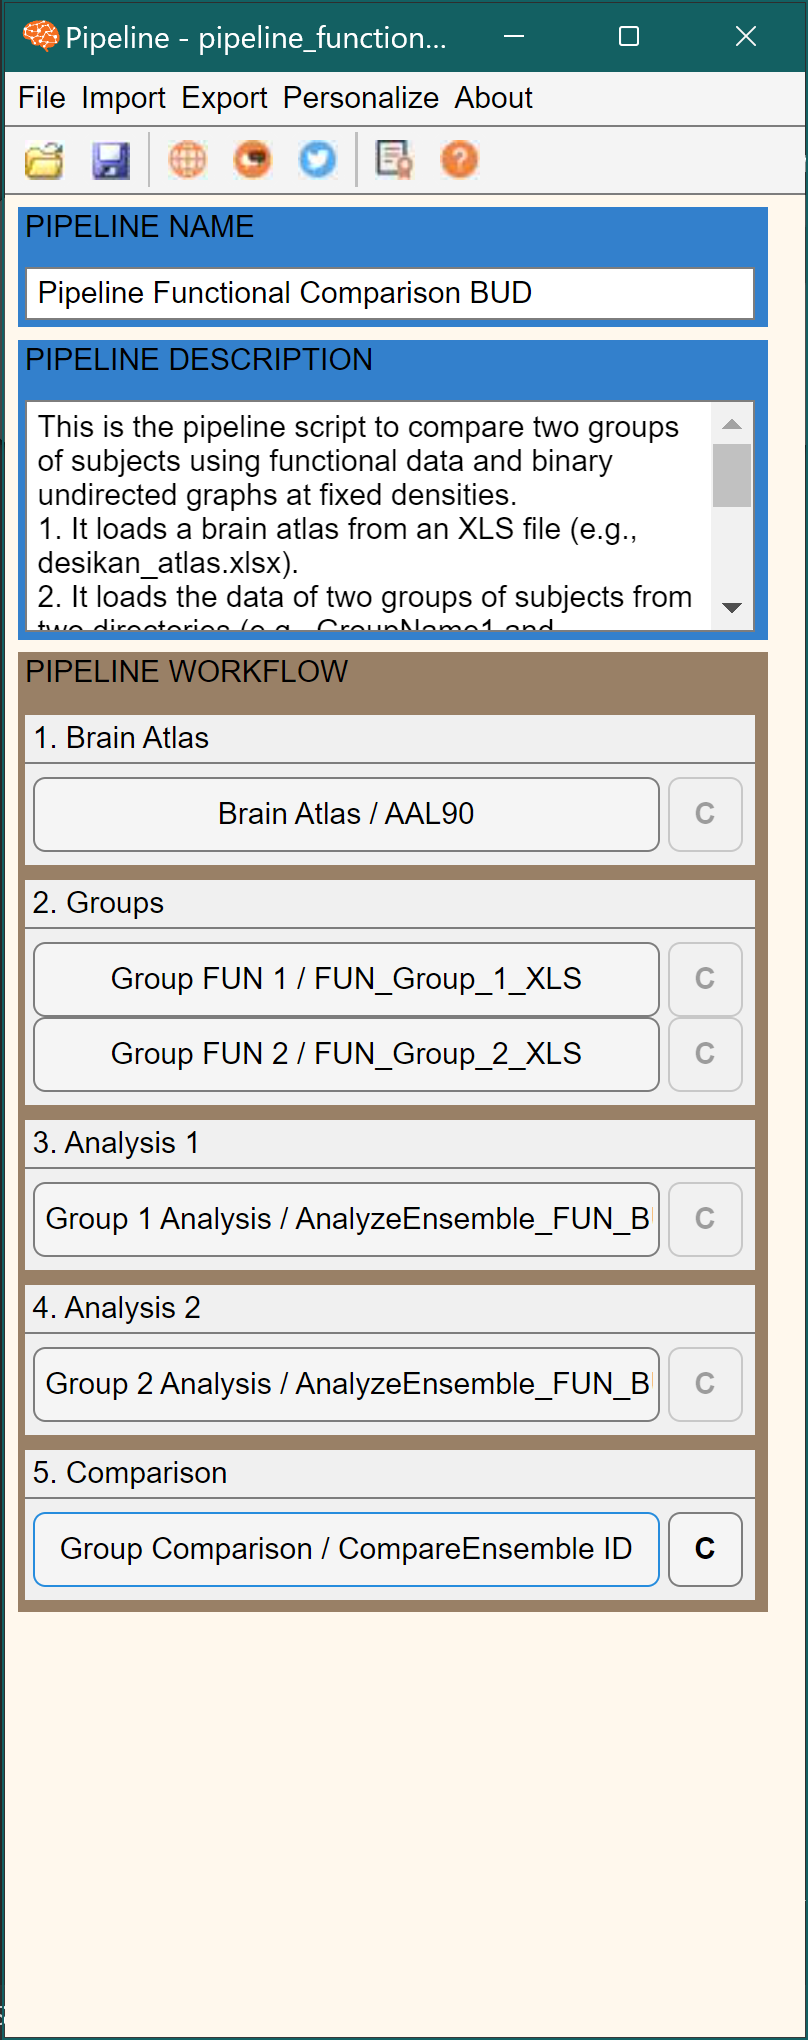 Pipeline - pipeline_function...
File Import Export Personalize About
PIPELINE NAME
Pipeline Functional Comparison BUD
PIPELINE DESCRIPTION
This is the pipeline script to compare two groups
of subjects using functional data and binary
undirected graphs at fixed densities.
1. It loads a brain atlas from an XLS file (e.g.,
desikan_atlas.xlsx).
2. It loads the data of two groups of subjects from
two directories (e.g., GroupName1 and
PIPELINE WORKFLOW
1. Brain Atlas
Brain Atlas / AAL90 C
2. Groups
Group FUN 1 / FUN_Group_1_XLS C
Group FUN 2 / FUN_Group_2_XLS C
3. Analysis 1
Group 1 Analysis / AnalyzeEnsemble_FUN_B C
4. Analysis 2
Group 2 Analysis / AnalyzeEnsemble_FUN_B C
5. Comparison
Group Comparison / CompareEnsemble ID C